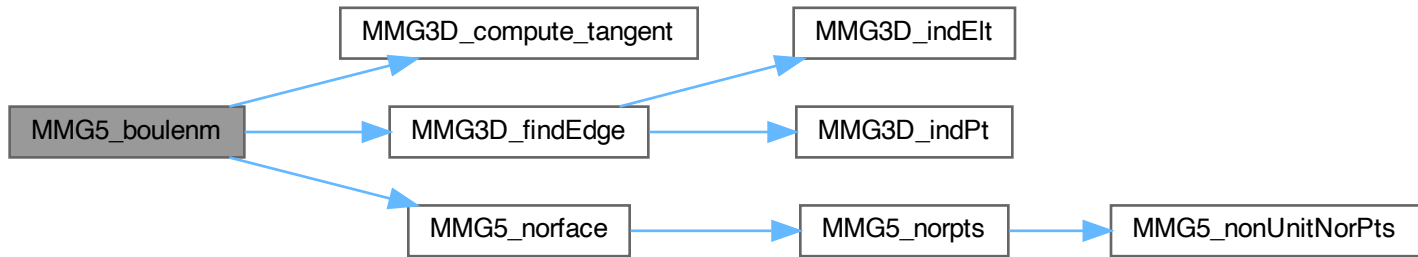 MMG3D_compute_tangent
MMG3D_indElt
MMG5_boulenm
MMG3D_findEdge
MMG3D_indPt
MMG5_norface
MMG5_norpts
MMG5_nonUnitNorPts